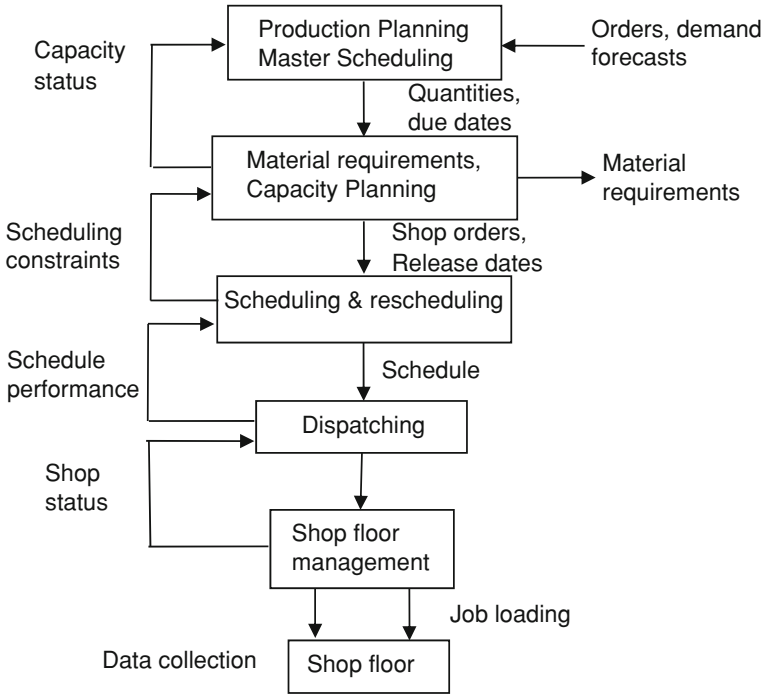 Production Planning
Master Scheduling
Orders, demand
forecasts
Capacity
status
Quantities,
due dates
Material requirements,
Capacity Planning
Material
requirements
Scheduling
constraints
Shop orders,
Release dates
Scheduling & rescheduling
Schedule
performance
Schedule
Dispatching
Shop
status
Shop floor
management
Job loading
Data collection
Shop floor